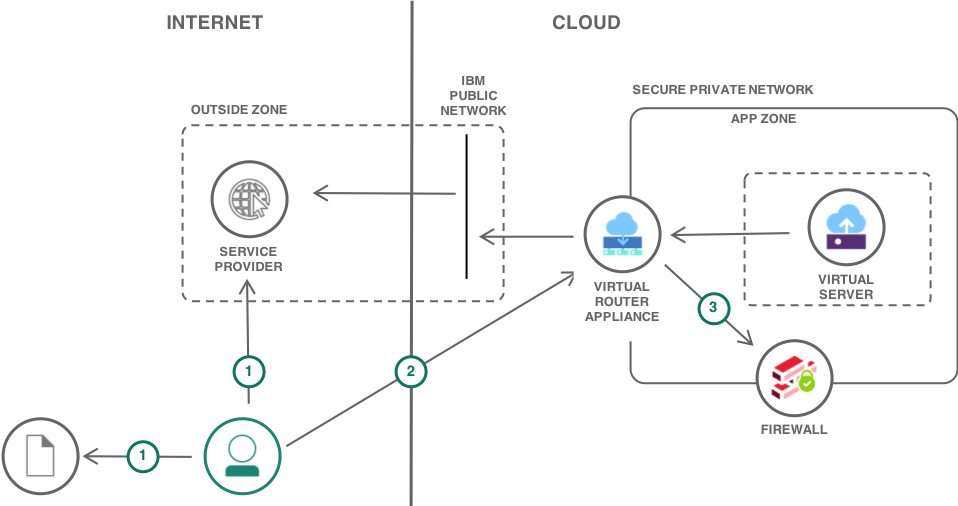 INTERNET
CLOUD
IBM
PUBLIC
NETWORK
OUTSIDE ZONE
SECURE PRIVATE NETWORK
APP ZONE
SERVICE
PROVIDER
VIRTUAL
ROUTER
APPLIANCE
VIRTUAL
SERVER
3
1
2
FIREWALL
1